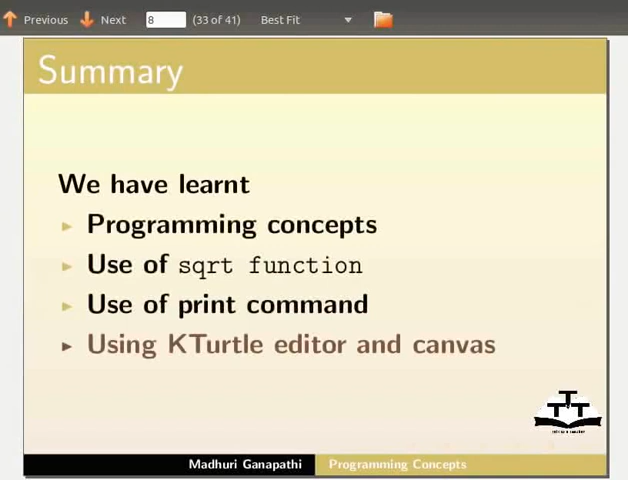 Previous Next 8 (33 of 41) Best Fit
Summary
We have learnt
Programming concepts
Use of sqrt function
Use of print command
Using KTurtle editor and canvas
TTT
Madhuri Ganapathi Programming Concepts